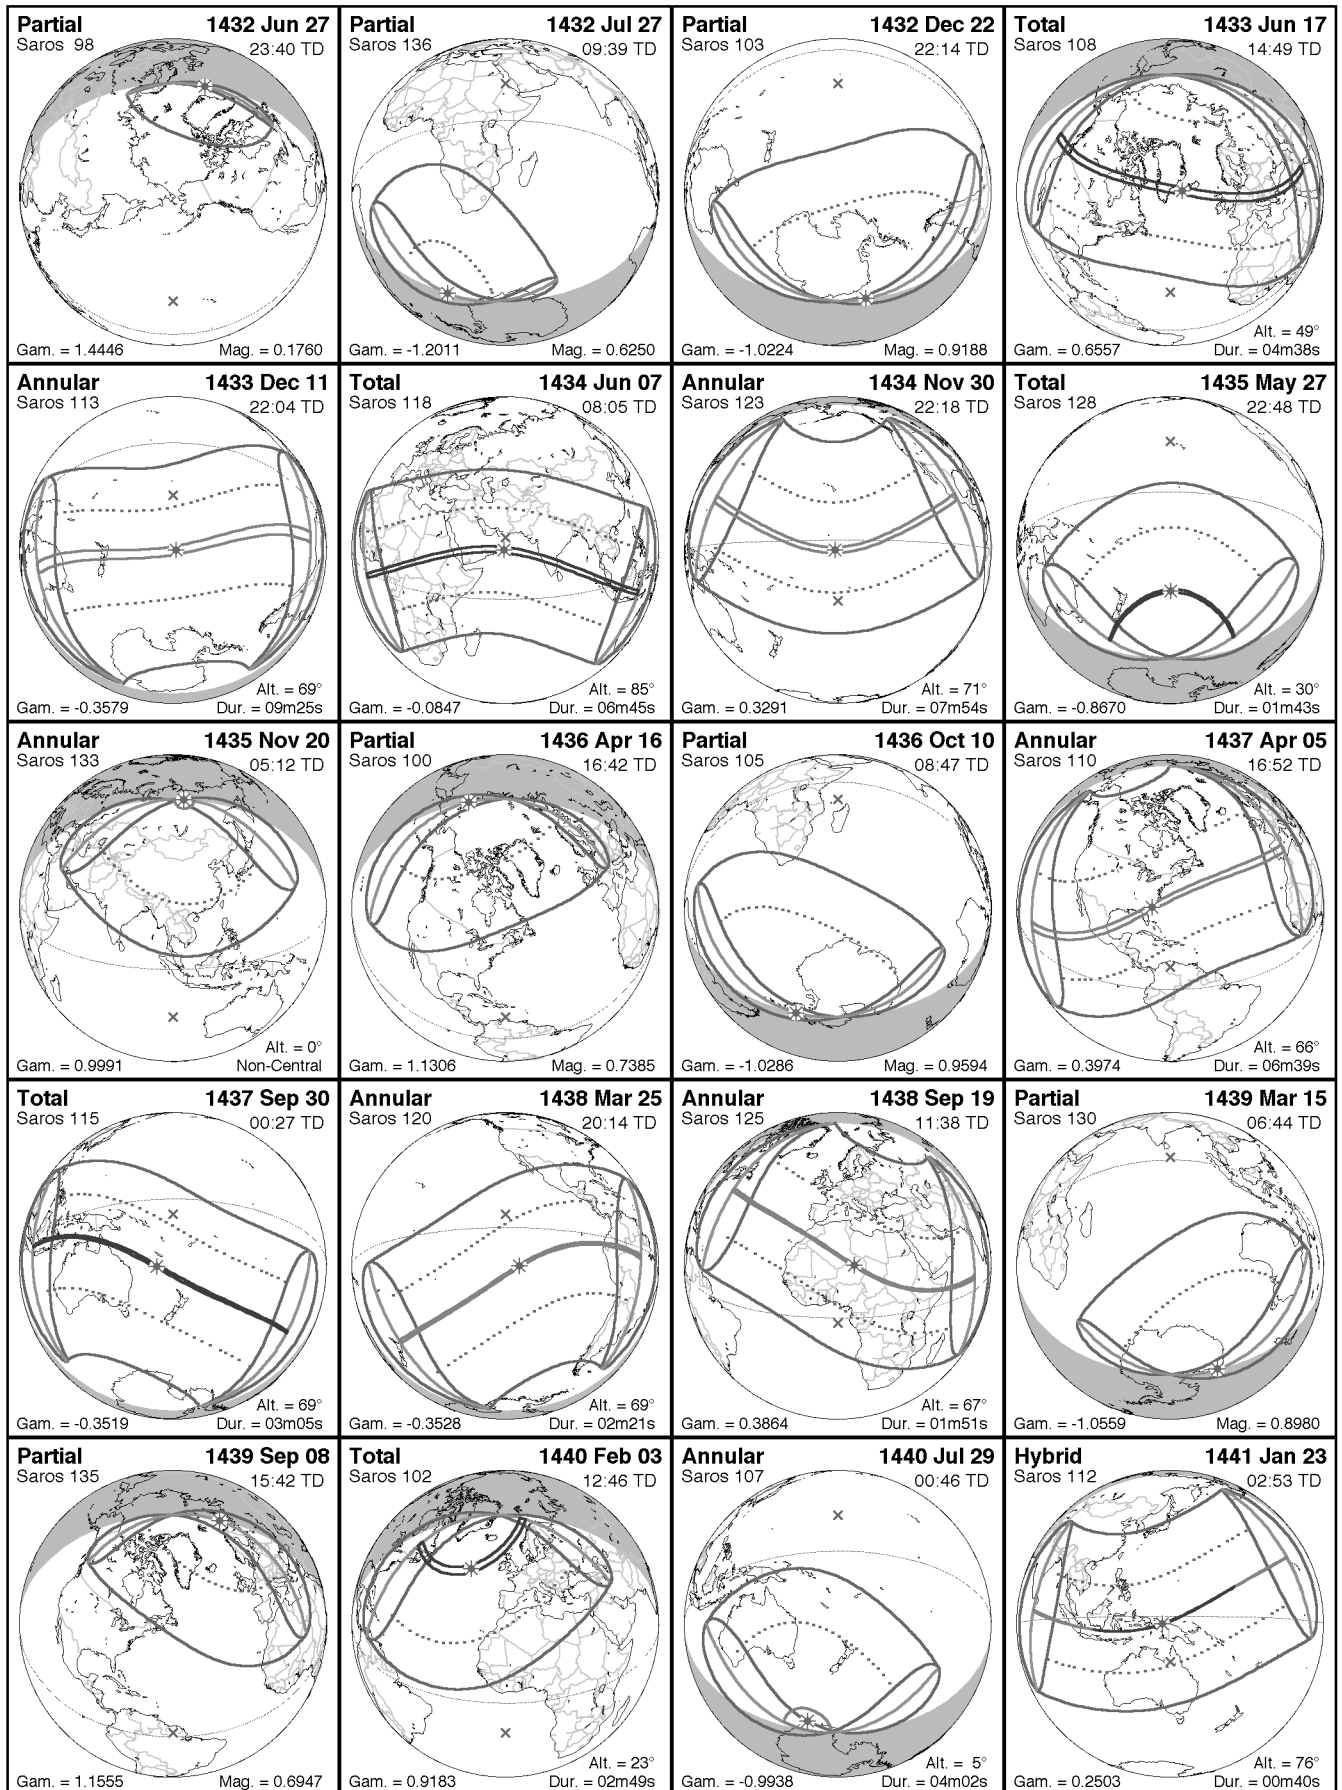 Partial 1432 Jun 27
Saros 98 23:40 TD
Gam. = 1.4446 Mag. = 0.1760
Partial 1432 Jul 27
Saros 136 09:39 TD
Gam. = -1.2011 Mag. = 0.6250
Partial 1432 Dec 22
Saros 103 22:14 TD
Gam. = -1.0224 Mag. = 0.9188
Total 1433 Jun 17
Saros 108 14:49 TD
Alt. = 49°
Gam. = 0.6557 Dur. = 04m38s
Annular 1433 Dec 11
Saros 113 22:04 TD
Alt. = 69°
Gam. = -0.3579 Dur. = 09m25s
Total 1434 Jun 07
Saros 118 08:05 TD
Alt. = 85°
Gam. = -0.0847 Dur. = 06m45s
Annular 1434 Nov 30
Saros 123 22:18 TD
Alt. = 71°
Gam. = 0.3291 Dur. = 07m54s
Total 1435 May 27
Saros 128 22:48 TD
Alt. = 30°
Gam. = -0.8670 Dur. = 01m43s
Annular 1435 Nov 20
Saros 133 05:12 TD
Alt. = 0°
Gam. = 0.9991 Non-Central
Partial 1436 Apr 16
Saros 100 16:42 TD
Gam. = 1.1306 Mag. = 0.7385
Partial 1436 Oct 10
Saros 105 08:47 TD
Gam. = -1.0286 Mag. = 0.9594
Annular 1437 Apr 05
Saros 110 16:52 TD
Alt. = 66°
Gam. = 0.3974 Dur. = 06m39s
Total 1437 Sep 30
Saros 115 00:27 TD
Alt. = 69°
Gam. = -0.3519 Dur. = 03m05s
Annular 1438 Mar 25
Saros 120 20:14 TD
Alt. = 69°
Gam. = -0.3528 Dur. = 02m21s
Annular 1438 Sep 19
Saros 125 11:38 TD
Alt. = 67°
Gam. = 0.3864 Dur. = 01m51s
Partial 1439 Mar 15
Saros 130 06:44 TD
Gam. = -1.0559 Mag. = 0.8980
Partial 1439 Sep 08
Saros 135 15:42 TD
Gam. = 1.1555 Mag. = 0.6947
Total 1440 Feb 03
Saros 102 12:46 TD
Alt. = 23°
Gam. = 0.9183 Dur. = 02m49s
Annular 1440 Jul 29
Saros 107 00:46 TD
Alt. = 5°
Gam. = -0.9938 Dur. = 04m02s
Hybrid 1441 Jan 23
Saros 112 02:53 TD
Alt. = 76°
Gam. = 0.2503 Dur. = 00m40s